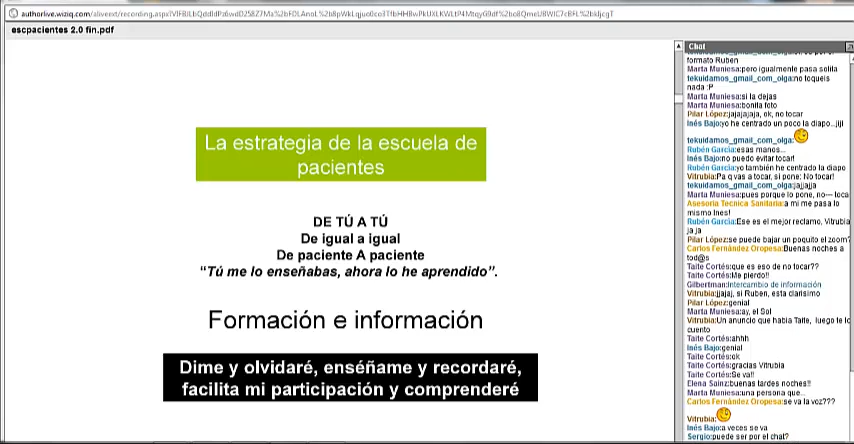 escpacientes 2.0 fin.pdf
La estrategia de la escuela de
pacientes
DE TÚ A TÚ
De igual a igual
De paciente A paciente
“Tú me lo enseñabas, ahora lo he aprendido”.
Formación e información
Dime y olvidaré, enséñame y recordaré,
facilita mi participación y comprenderé
Chat
formato Ruben
Marta Muniesa:pero igualmente pasa solita
tekuidamos_gmail_com_olga:no toqueis
nada :P
Marta Muniesa:si la dejas
Marta Muniesa:bonita foto
Pilar López:jajajajaja, ok, no tocar
Inés Bajo:yo he centrado un poco la diapo...jiji
tekuidamos_gmail_com_olga:
Rubén García:esas manos...
Inés Bajo:no puedo evitar tocar!
Rubén García:yo también he centrado la diapo
Vitrubia:Pa q vas a tocar, si pone: No tocar!
tekuidamos_gmail_com_olga:jajjajja
Marta Muniesa:pues porque lo pone, no--- toca
Asesoría Tecnica Sanitaria:a mi me pasa lo
mismo Ines!
Rubén García:Ese es el mejor reclamo, Vitrubia
ja ja
Pilar López:se puede bajar un poquito el zoom?
Carlos Fernández Oropesa:Buenas noches a
tod@s
Taite Cortés:que es eso de no tocar??
Taite Cortés:Me pierdo!!
Gilbertman:Intercambio de información
Vitrubia:jjajaj, si Ruben, esta clarisimo
Pilar López:genial
Marta Muniesa:ay, el Sol
Vitrubia:Un anuncio que habia Taite, luego te lo
cuento
Taite Cortés:ahhh
Inés Bajo:genial
Taite Cortés:ok
Taite Cortés:gracias Vitrubia
Taite Cortés:Se va!!
Elena Sainz:buenas tardes noches!!
Marta Muniesa:una persona que...
Carlos Fernández Oropesa:se va la voz???
Vitrubia:
Inés Bajo:a veces se va
Sergio:puede ser por el chat?